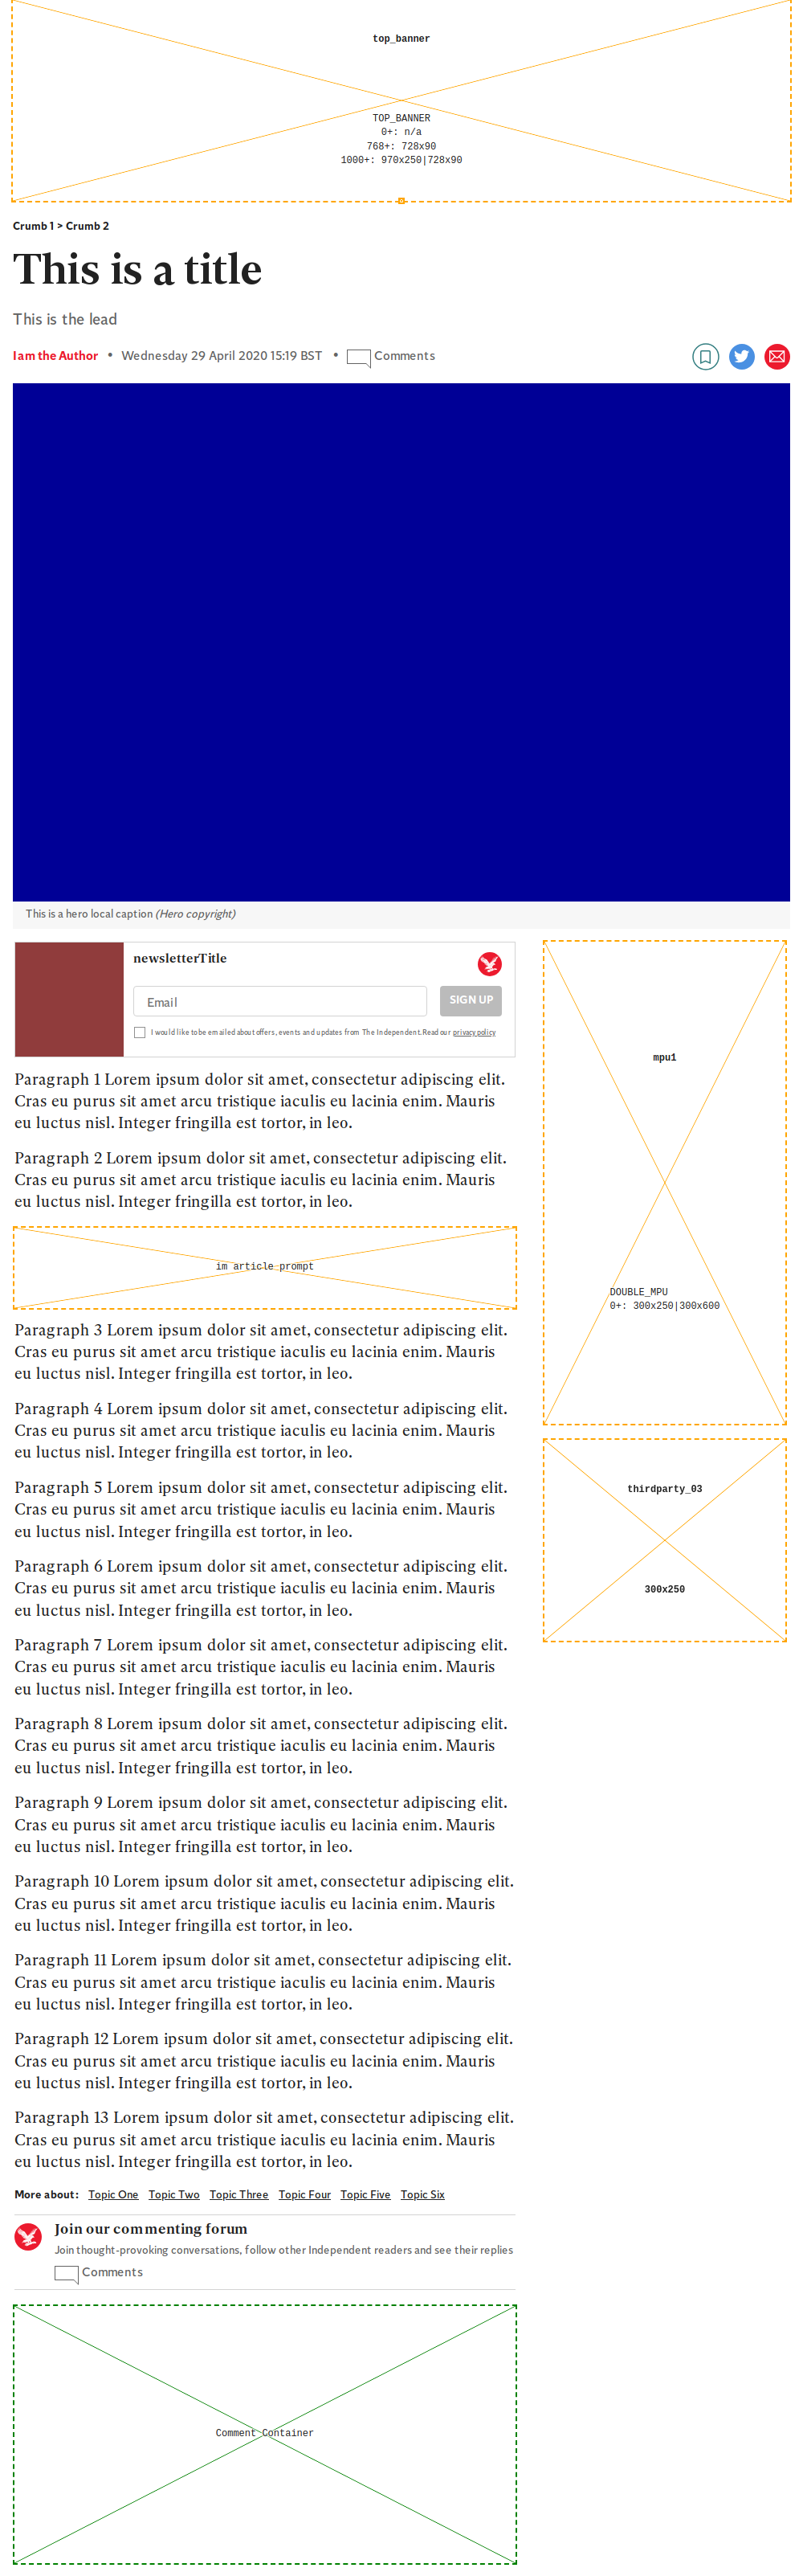 top_banner
TOP_BANNER
0+: n/a
768+: 728x90
1000+: 970x250|728x90
Crumb 1 > Crumb 2
This is a title
This is the lead
I am the Author • Wednesday 29 April 2020 15:19 BST • Comments
This is a hero local caption (Hero copyright)
newsletterTitle
Email
SIGN UP
I would like to be emailed about offers, events and updates from The Independent. Read our privacy policy
Paragraph 1 Lorem ipsum dolor sit amet, consectetur adipiscing elit.
Cras eu purus sit amet arcu tristique iaculis eu lacinia enim. Mauris
eu luctus nisl. Integer fringilla est tortor, in leo.
Paragraph 2 Lorem ipsum dolor sit amet, consectetur adipiscing elit.
Cras eu purus sit amet arcu tristique iaculis eu lacinia enim. Mauris
eu luctus nisl. Integer fringilla est tortor, in leo.
im article prompt
Paragraph 3 Lorem ipsum dolor sit amet, consectetur adipiscing elit.
Cras eu purus sit amet arcu tristique iaculis eu lacinia enim. Mauris
eu luctus nisl. Integer fringilla est tortor, in leo.
Paragraph 4 Lorem ipsum dolor sit amet, consectetur adipiscing elit.
Cras eu purus sit amet arcu tristique iaculis eu lacinia enim. Mauris
eu luctus nisl. Integer fringilla est tortor, in leo.
Paragraph 5 Lorem ipsum dolor sit amet, consectetur adipiscing elit.
Cras eu purus sit amet arcu tristique iaculis eu lacinia enim. Mauris
eu luctus nisl. Integer fringilla est tortor, in leo.
Paragraph 6 Lorem ipsum dolor sit amet, consectetur adipiscing elit.
Cras eu purus sit amet arcu tristique iaculis eu lacinia enim. Mauris
eu luctus nisl. Integer fringilla est tortor, in leo.
Paragraph 7 Lorem ipsum dolor sit amet, consectetur adipiscing elit.
Cras eu purus sit amet arcu tristique iaculis eu lacinia enim. Mauris
eu luctus nisl. Integer fringilla est tortor, in leo.
Paragraph 8 Lorem ipsum dolor sit amet, consectetur adipiscing elit.
Cras eu purus sit amet arcu tristique iaculis eu lacinia enim. Mauris
eu luctus nisl. Integer fringilla est tortor, in leo.
Paragraph 9 Lorem ipsum dolor sit amet, consectetur adipiscing elit.
Cras eu purus sit amet arcu tristique iaculis eu lacinia enim. Mauris
eu luctus nisl. Integer fringilla est tortor, in leo.
Paragraph 10 Lorem ipsum dolor sit amet, consectetur adipiscing elit.
Cras eu purus sit amet arcu tristique iaculis eu lacinia enim. Mauris
eu luctus nisl. Integer fringilla est tortor, in leo.
Paragraph 11 Lorem ipsum dolor sit amet, consectetur adipiscing elit.
Cras eu purus sit amet arcu tristique iaculis eu lacinia enim. Mauris
eu luctus nisl. Integer fringilla est tortor, in leo.
Paragraph 12 Lorem ipsum dolor sit amet, consectetur adipiscing elit.
Cras eu purus sit amet arcu tristique iaculis eu lacinia enim. Mauris
eu luctus nisl. Integer fringilla est tortor, in leo.
Paragraph 13 Lorem ipsum dolor sit amet, consectetur adipiscing elit.
Cras eu purus sit amet arcu tristique iaculis eu lacinia enim. Mauris
eu luctus nisl. Integer fringilla est tortor, in leo.
More about: Topic One Topic Two Topic Three Topic Four Topic Five Topic Six
Join our commenting forum
Join thought-provoking conversations, follow other Independent readers and see their replies
Comments
Comment Container
mpu1
DOUBLE_MPU
0+: 300x250|300x600
thirdparty_03
300x250